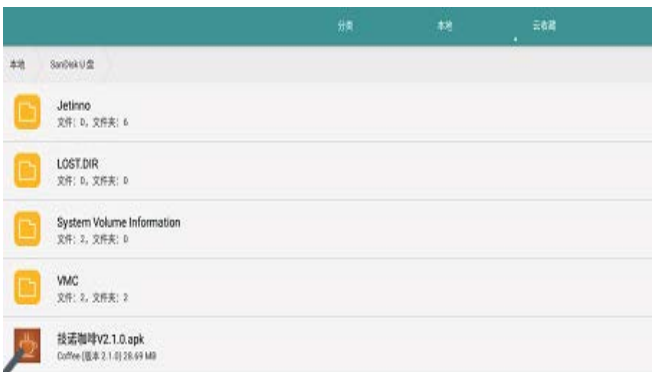 分类 本地 云收藏
本地 SanDisk U 盘
Jetinno
文件: 0, 文件夹: 6
LOST.DIR
文件: 0, 文件夹: 0
System Volume Information
文件: 2, 文件夹: 0
VMC
文件: 2, 文件夹: 2
技诺咖啡V2.1.0.apk
Coffee (版本 2.1.0) 28.69 MB